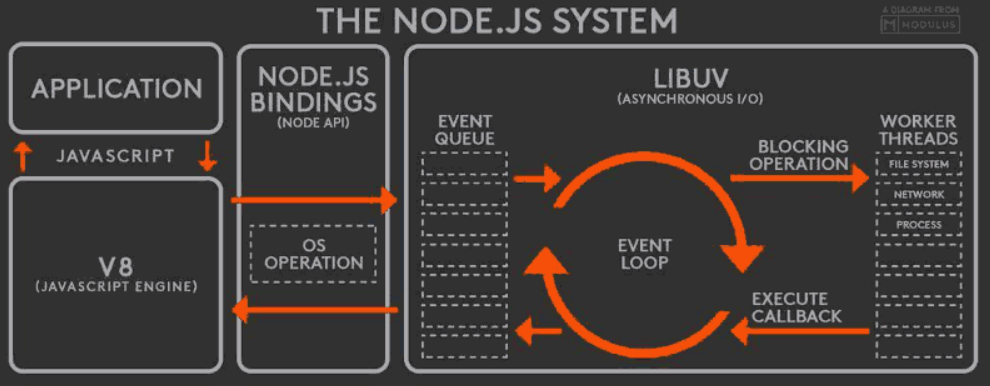 THE NODE.JS SYSTEM
A DIAGRAM FROM
M MODULUS
APPLICATION
JAVASCRIPT
V8
(JAVASCRIPT ENGINE)
NODE.JS
BINDINGS
(NODE API)
OS
OPERATION
LIBUV
(ASYNCHRONOUS I/O)
EVENT
QUEUE
EVENT
LOOP
BLOCKING
OPERATION
EXECUTE
CALLBACK
WORKER
THREADS
FILE SYSTEM
NETWORK
PROCESS